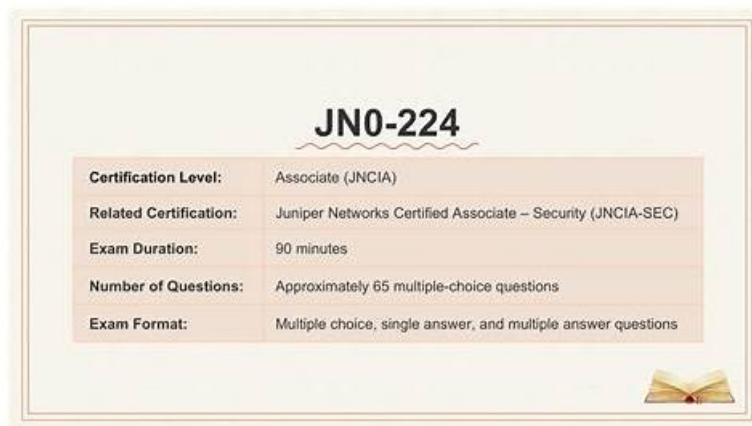 JN0-224
Certification Level: Associate (JNCIA)
Related Certification: Juniper Networks Certified Associate – Security (JNCIA-SEC)
Exam Duration: 90 minutes
Number of Questions: Approximately 65 multiple-choice questions
Exam Format: Multiple choice, single answer, and multiple answer questions